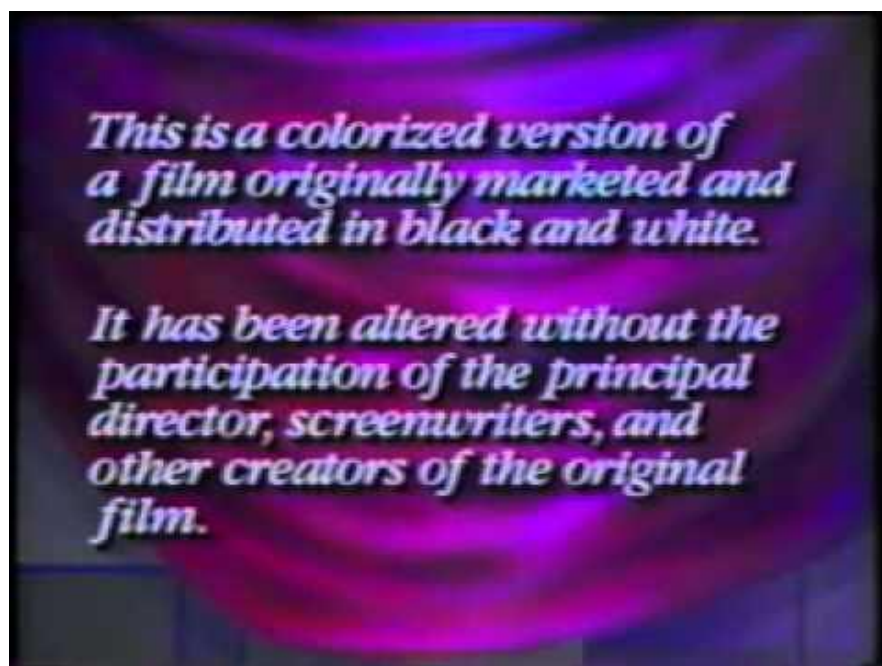 This is a colorized version of
a film originally marketed and
distributed in black and white.
It has been altered without the
participation of the principal
director, screenwriters, and
other creators of the original
film.